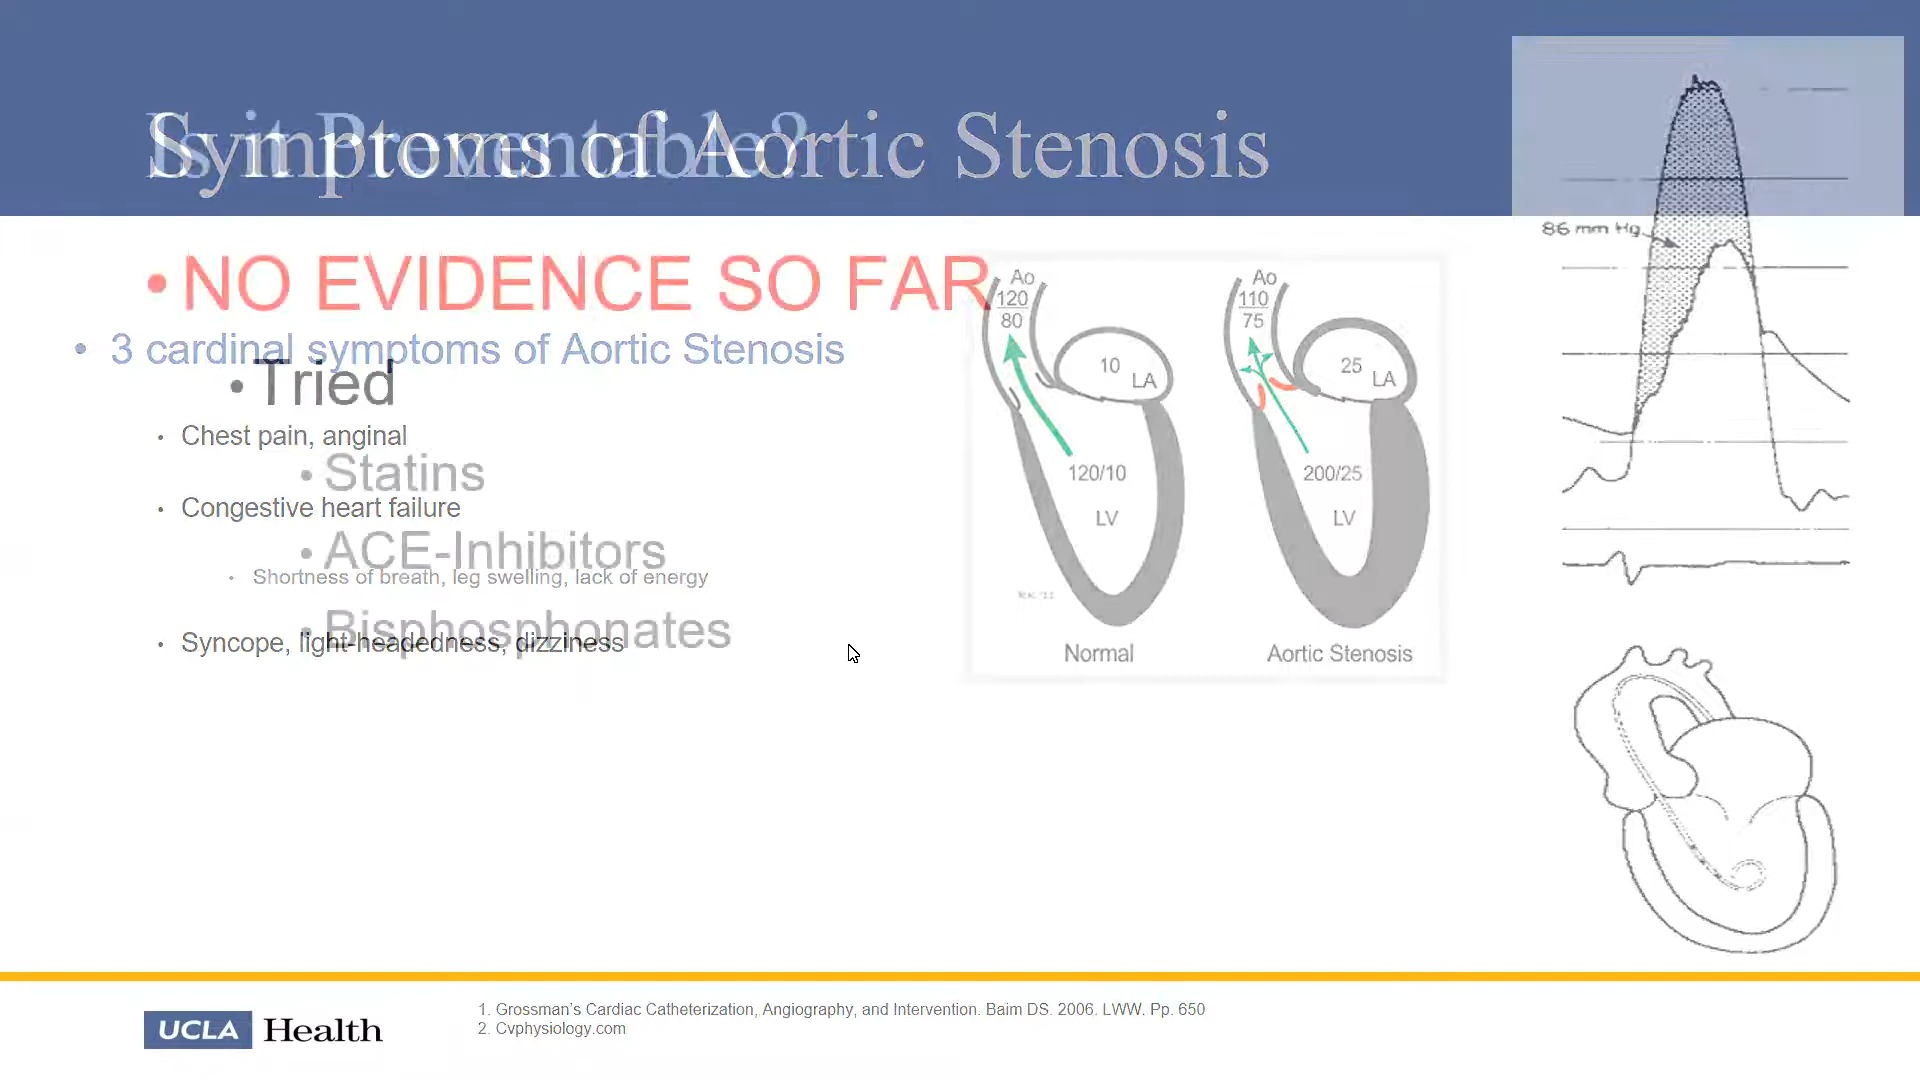 Is it Preventable?
Symptoms of Aortic Stenosis
• NO EVIDENCE SO FAR
• 3 cardinal symptoms of Aortic Stenosis
• Tried
• Chest pain, anginal
• Statins
• Congestive heart failure
• ACE-Inhibitors
• Shortness of breath, leg swelling, lack of energy
• Bisphosphonates
• Syncope, light-headedness, dizziness
Ao
120
80
10
LA
120/10
LV
Normal
Ao
110
75
25
LA
200/25
LV
Aortic Stenosis
86 mm Hg
UCLA Health
1. Grossman’s Cardiac Catheterization, Angiography, and Intervention. Baim DS. 2006. LWW. Pp. 650
2. Cvphysiology.com